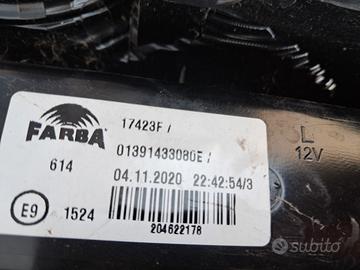 FARBA
17423F /
01391433080E /
614
04.11.2020 22:42:54/3
E9
1524
204622178
L
12V
subito